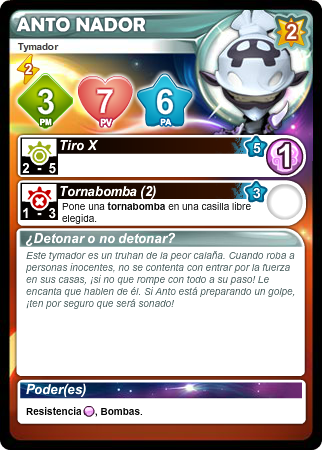 ANTO NADOR
2
Tymador
2
3
PM
7
PV
6
PA
Tiro X
5
1
2 - 5
Tornabomba (2)
3
1 - 3
Pone una tornabomba en una casilla libre
elegida.
¿Detonar o no detonar?
Este tymador es un truhan de la peor calaña. Cuando roba a
personas inocentes, no se contenta con entrar por la fuerza
en sus casas, ¡si no que rompe con todo a su paso! Le
encanta que hablen de él. Si Anto está preparando un golpe,
¡ten por seguro que será sonado!
Poder(es)
Resistencia , Bombas.